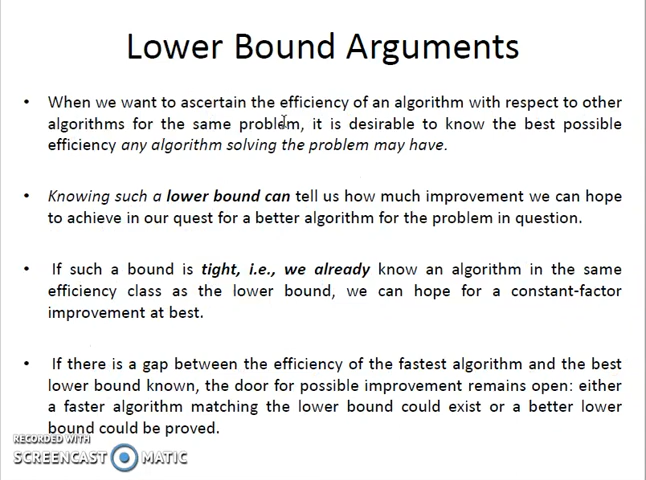 Lower Bound Arguments
• When we want to ascertain the efficiency of an algorithm with respect to other
algorithms for the same problem, it is desirable to know the best possible
efficiency any algorithm solving the problem may have.
• Knowing such a lower bound can tell us how much improvement we can hope
to achieve in our quest for a better algorithm for the problem in question.
• If such a bound is tight, i.e., we already know an algorithm in the same
efficiency class as the lower bound, we can hope for a constant-factor
improvement at best.
• If there is a gap between the efficiency of the fastest algorithm and the best
lower bound known, the door for possible improvement remains open: either
a faster algorithm matching the lower bound could exist or a better lower
bound could be proved.
RECORDED WITH
SCREENCAST MATIC